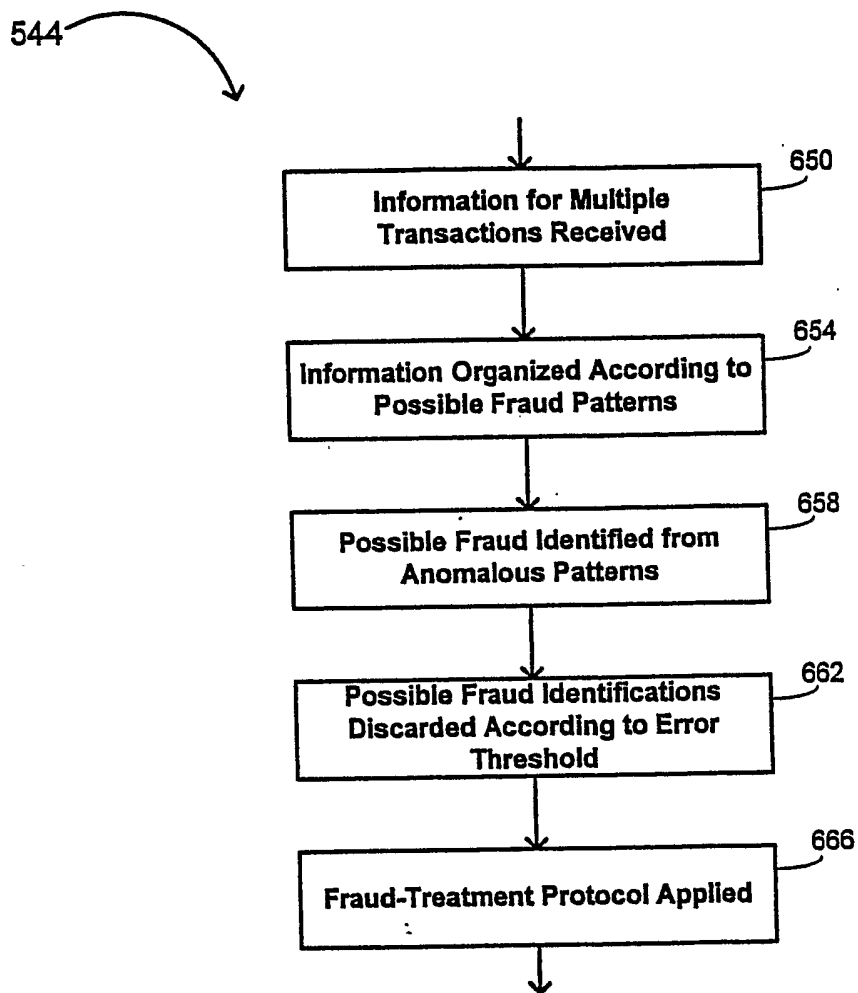 544
650
Information for Multiple
Transactions Received
654
Information Organized According to
Possible Fraud Patterns
658
Possible Fraud Identified from
Anomalous Patterns
662
Possible Fraud Identifications
Discarded According to Error
Threshold
666
Fraud-Treatment Protocol Applied